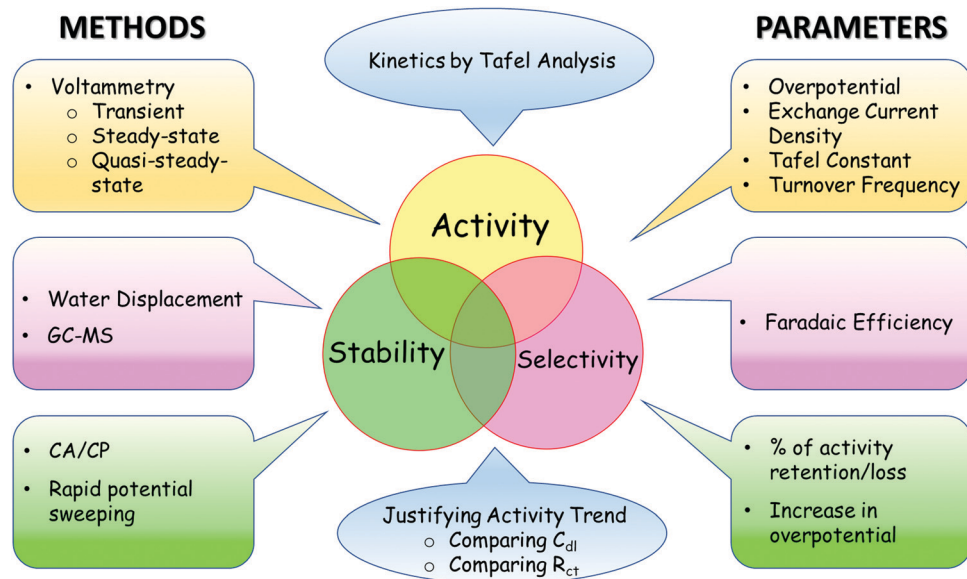 METHODS
• Voltammetry
o Transient
o Steady-state
o Quasi-steady-
state
• Water Displacement
• GC-MS
• CA/CP
• Rapid potential
sweeping
Kinetics by Tafel Analysis
Activity
Stability
Selectivity
Justifying Activity Trend
o Comparing Cdl
o Comparing Rct
PARAMETERS
• Overpotential
• Exchange Current
Density
• Tafel Constant
• Turnover Frequency
• Faradaic Efficiency
• % of activity
retention/loss
• Increase in
overpotential